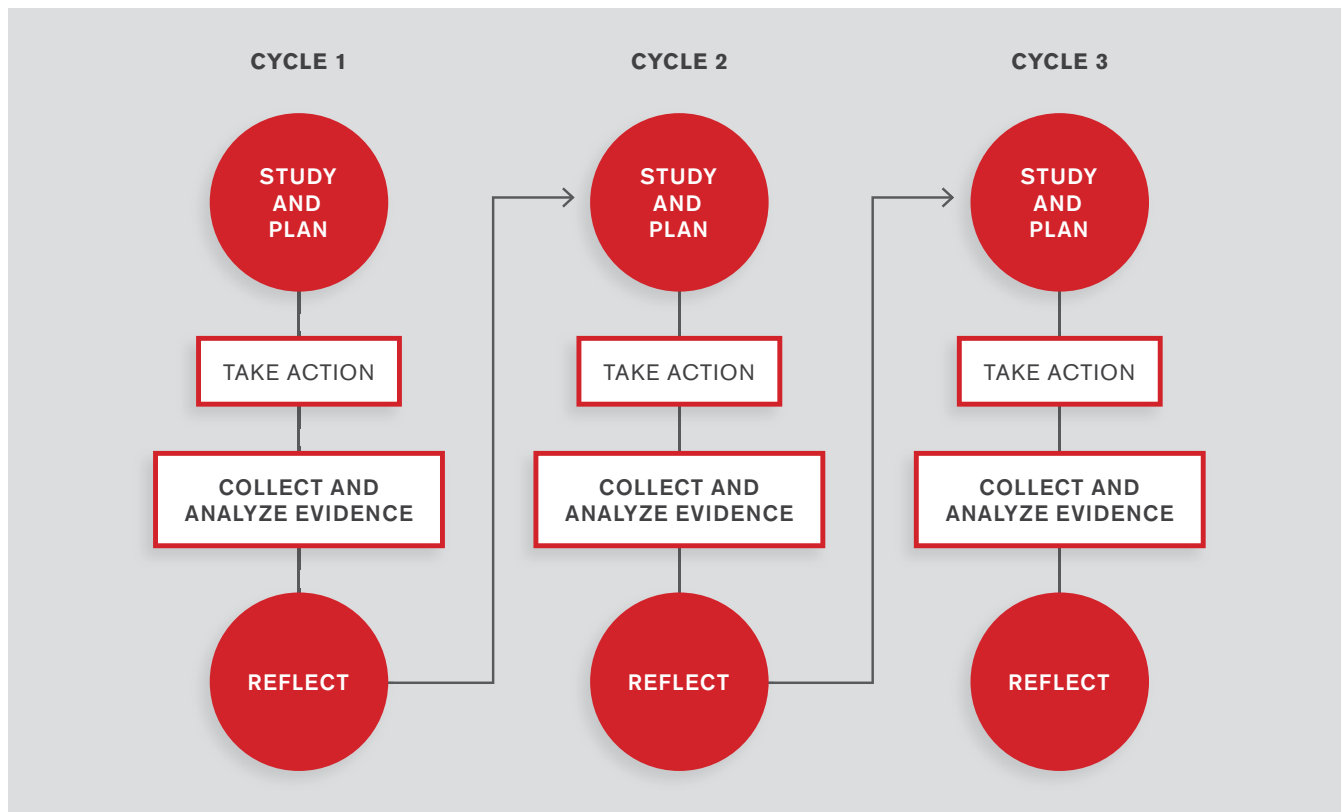 CYCLE 1
STUDY
AND
PLAN
TAKE ACTION
COLLECT AND
ANALYZE EVIDENCE
REFLECT
CYCLE 2
STUDY
AND
PLAN
TAKE ACTION
COLLECT AND
ANALYZE EVIDENCE
REFLECT
CYCLE 3
STUDY
AND
PLAN
TAKE ACTION
COLLECT AND
ANALYZE EVIDENCE
REFLECT